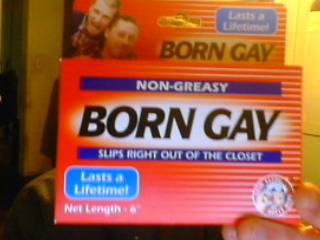 Lasts a
Lifetime!
BORN GAY
NON-GREASY
BORN GAY
SLIPS RIGHT OUT OF THE CLOSET
Lasts a
Lifetime!
Net Length - 6"